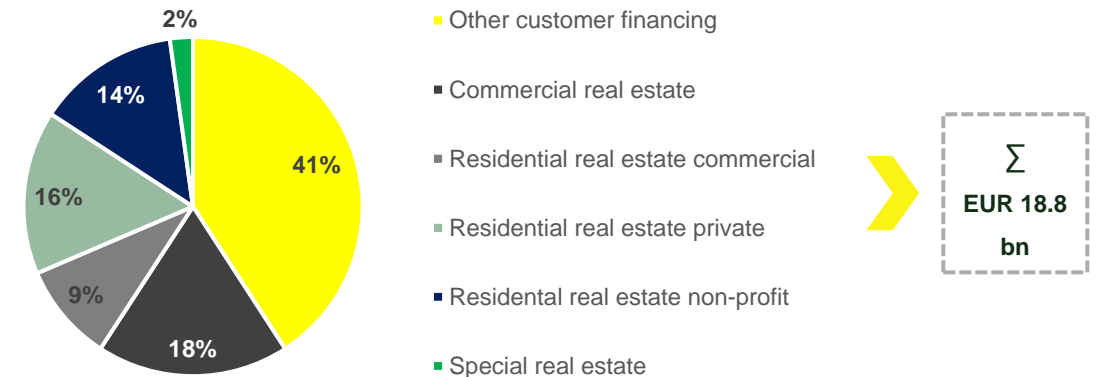 2%
14%
41%
16%
9%
18%
Other customer financing
Commercial real estate
Residential real estate commercial
Residential real estate private
Residental real estate non-profit
Special real estate
∑
EUR 18.8
bn